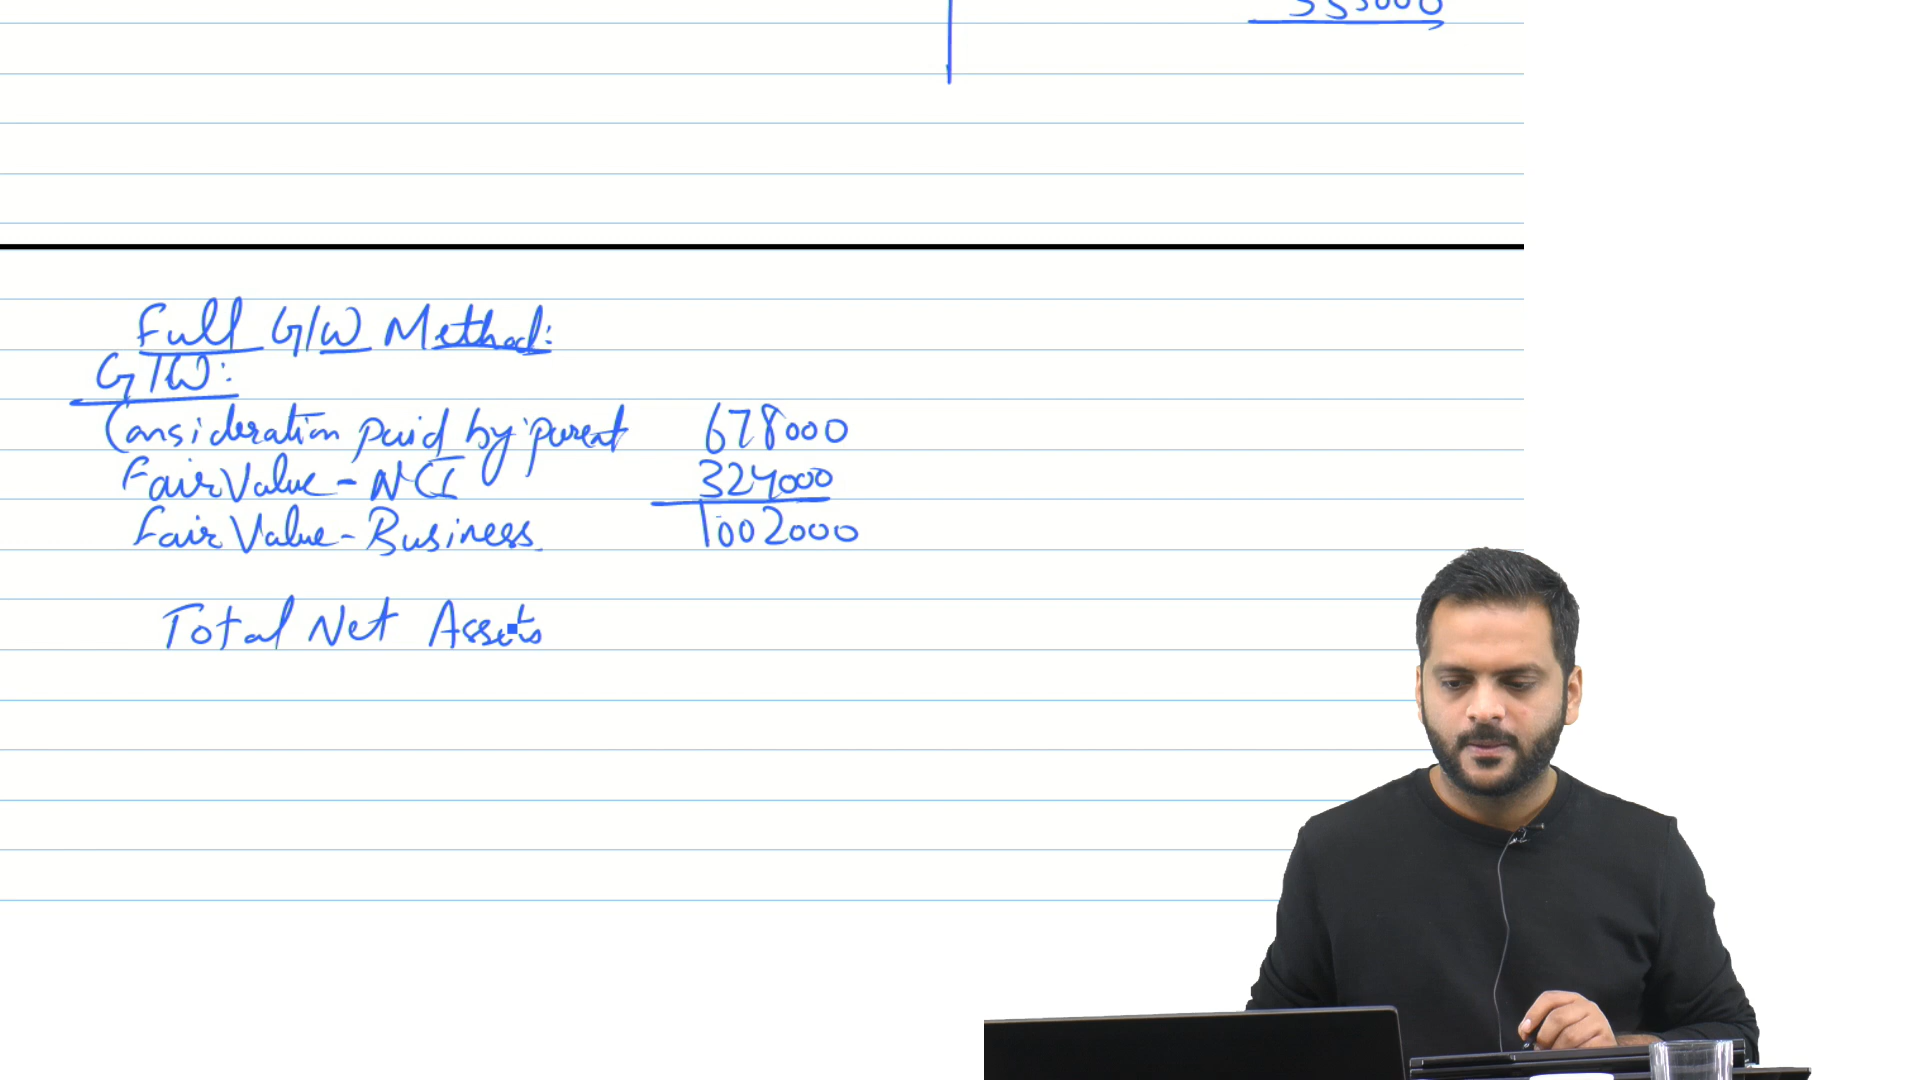 Full G/W Method:
G/W:
Consideration paid by parent 678000
Fair Value - NCI 324000
Fair Value - Business 1002000
Total Net Assets